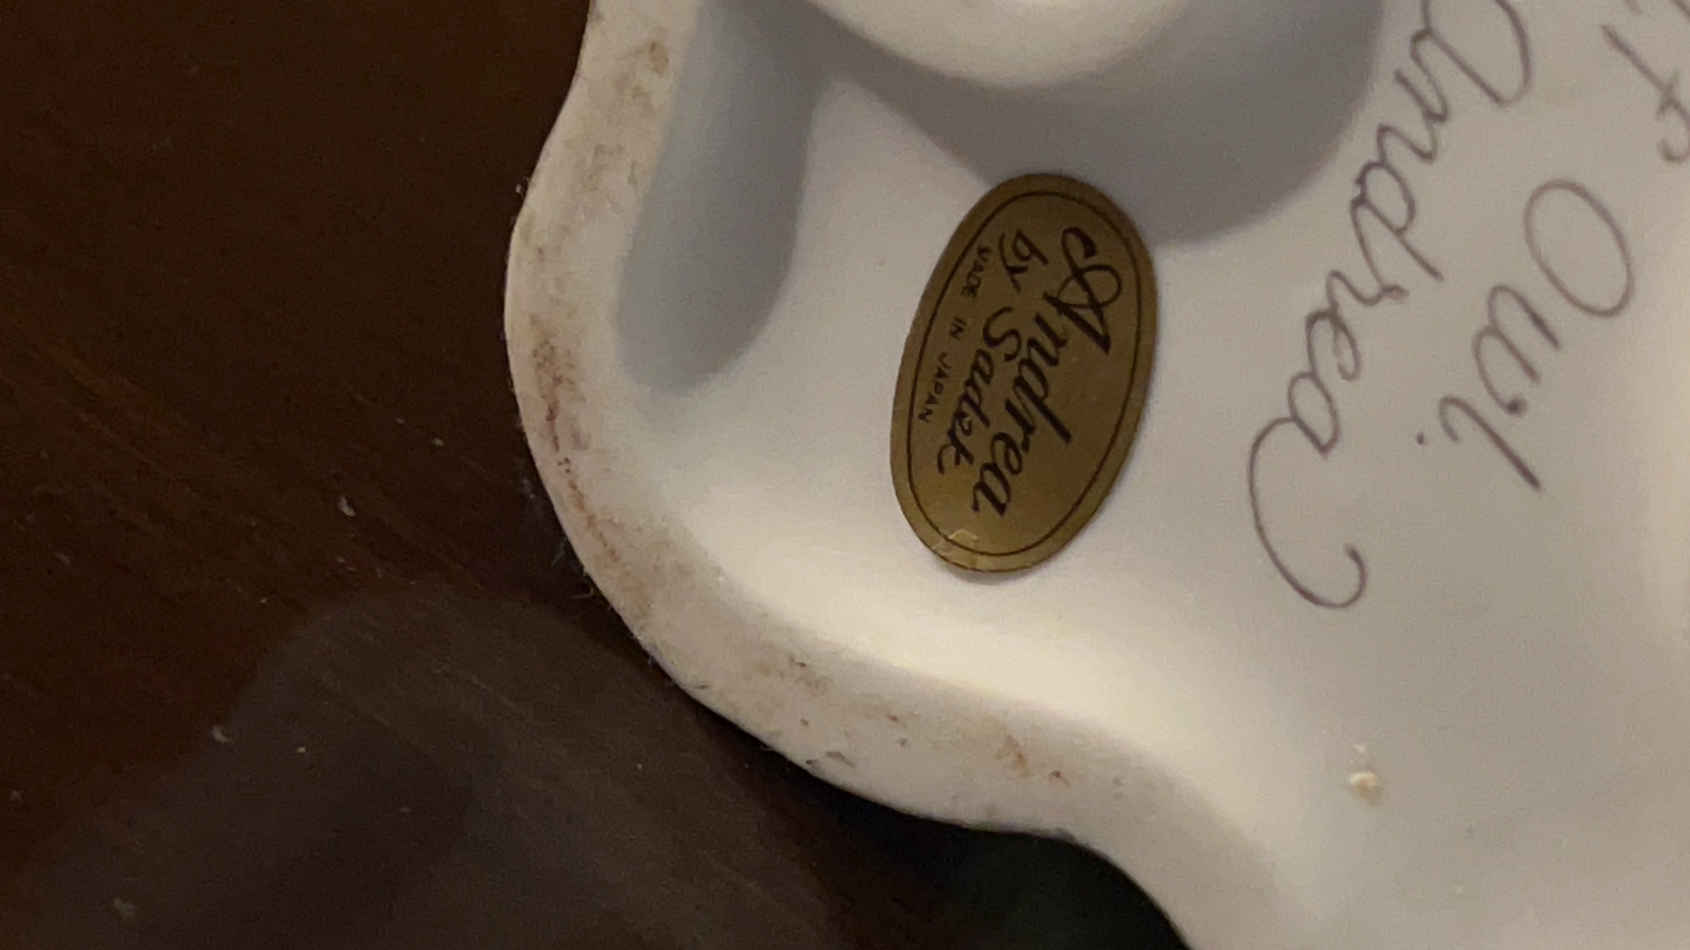 Andrea
by Sadek
MADE IN JAPAN
Owl.
Andrea